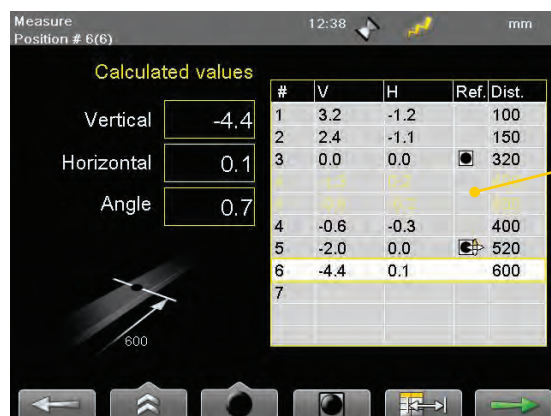 Measure 12:38 mm
Position # 6(6)
Calculated values
Vertical -4.4
Horizontal 0.1
Angle 0.7
# V H Ref. Dist.
1 3.2 -1.2 100
2 2.4 -1.1 150
3 0.0 0.0 320
4 -0.6 -0.3 400
5 -2.0 0.0 520
6 -4.4 0.1 600
7
600